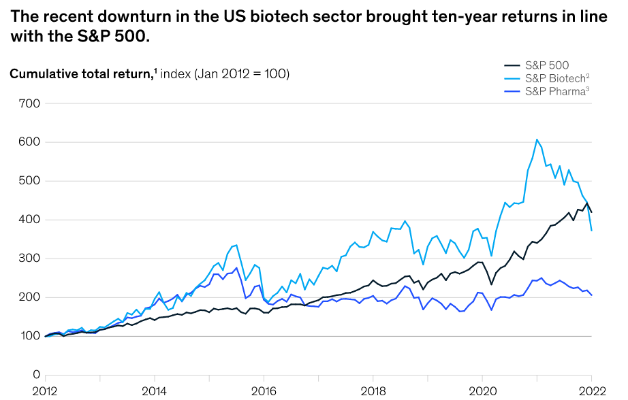 The recent downturn in the US biotech sector brought ten-year returns in line
with the S&P 500.
Cumulative total return,¹ index (Jan 2012 = 100)
S&P 500
S&P Biotech²
S&P Pharma³
700
600
500
400
300
200
100
0
2012
2014
2016
2018
2020
2022